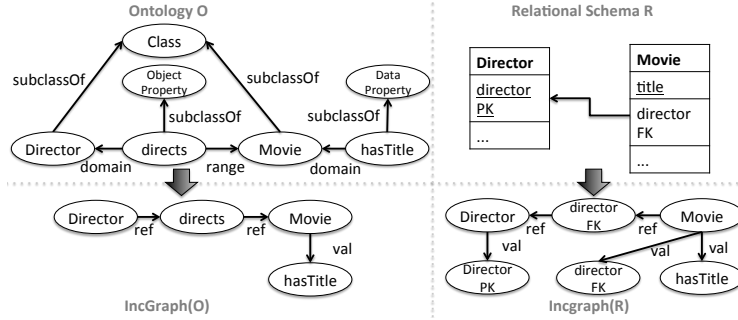 Ontology O
Class
subclassOf
subclassOf
Object
Property
Data
Property
subclassOf
subclassOf
Director
directs
Movie
hasTitle
domain
range
domain
Relational Schema R
Director
director
PK
...
Movie
title
director
FK
...
Director
ref
directs
ref
Movie
val
hasTitle
IncGraph(O)
Director
ref
director
FK
ref
Movie
val
val
val
Director
PK
director
FK
hasTitle
Incgraph(R)